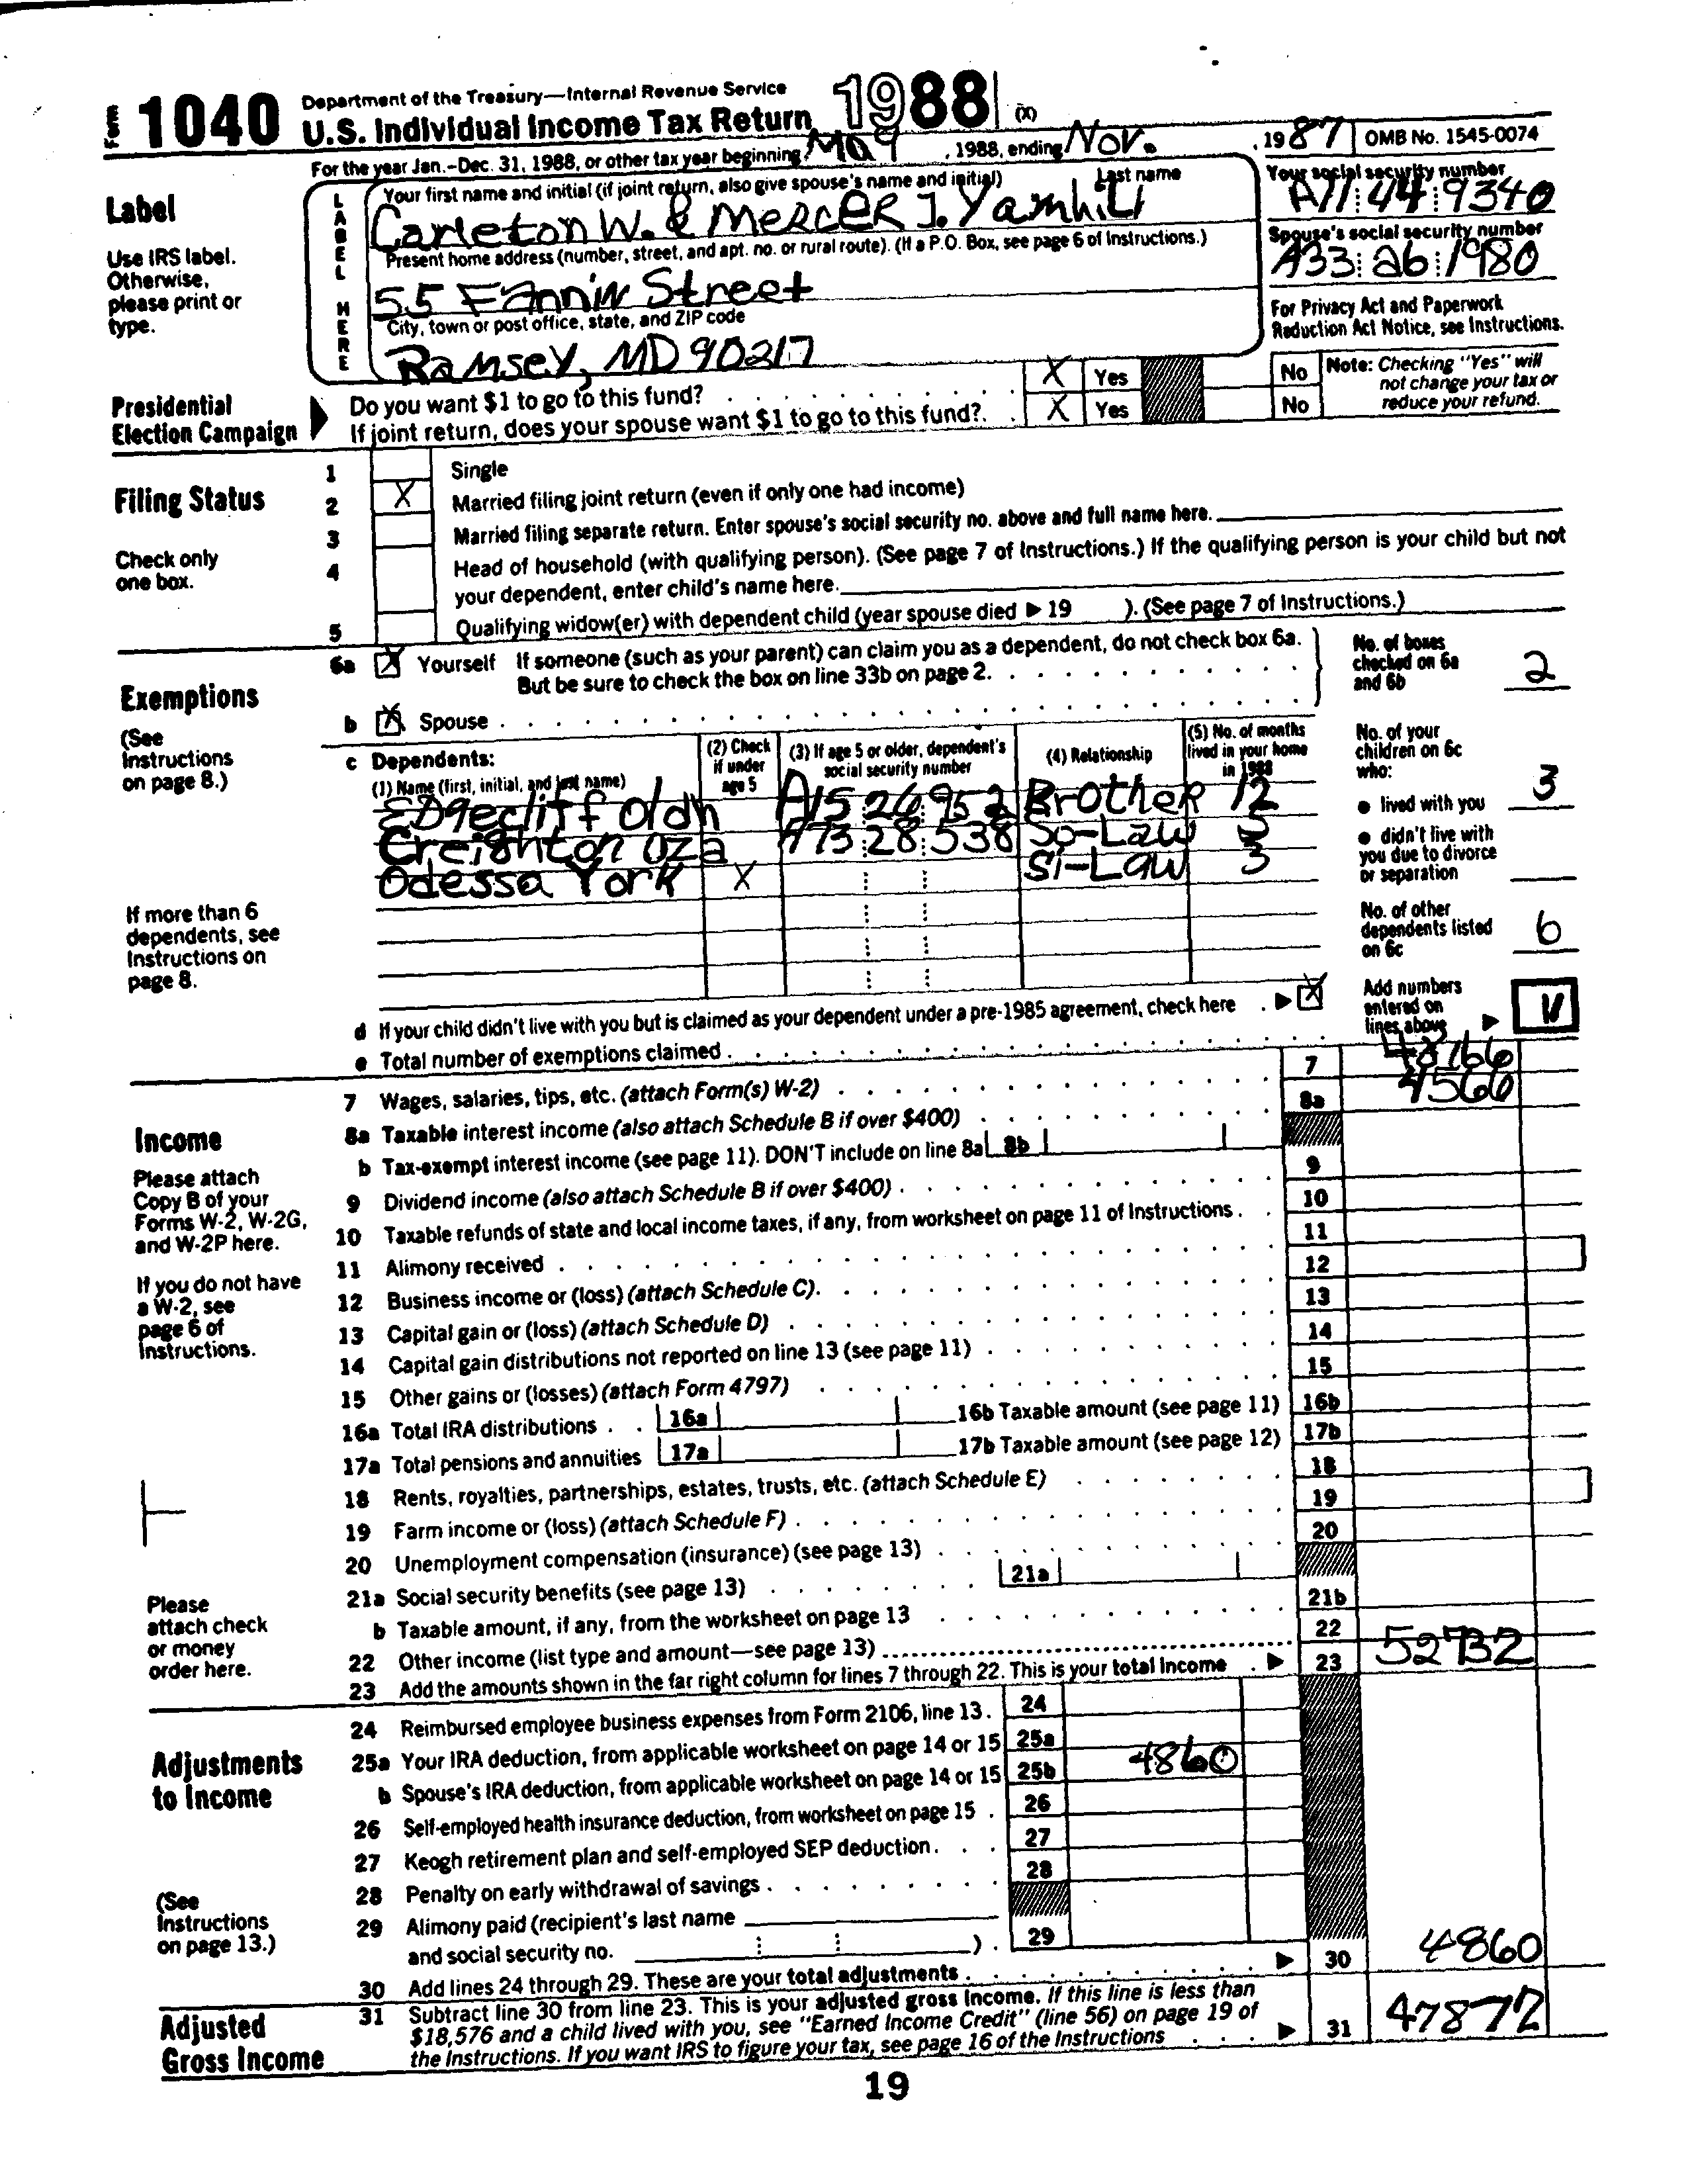 Form 1040 Department of the Treasury—Internal Revenue Service
U.S. Individual Income Tax Return 1988 (X)
For the year Jan.-Dec. 31, 1988, or other tax year beginning May , 1988, ending Nov. , 19 87 OMB No. 1545-0074
Label
Use IRS label. Otherwise, please print or type.
LABEL HERE
Your first name and initial (if joint return, also give spouse's name and initial) Last name
Carleton W. & MERCER J. Yamhill
Your social security number
A11 44 9340
Present home address (number, street, and apt. no. or rural route). (If a P.O. Box, see page 6 of Instructions.)
55 Fannin Street
Spouse's social security number
A33 26 1980
City, town or post office, state, and ZIP code
Ramsey, MD 90217
For Privacy Act and Paperwork Reduction Act Notice, see Instructions.
Presidential Election Campaign
Do you want $1 to go to this fund? X Yes No
If joint return, does your spouse want $1 to go to this fund? X Yes No
Note: Checking "Yes" will not change your tax or reduce your refund.
Filing Status
Check only one box.
1 Single
2 X Married filing joint return (even if only one had income)
3 Married filing separate return. Enter spouse's social security no. above and full name here.
4 Head of household (with qualifying person). (See page 7 of Instructions.) If the qualifying person is your child but not
your dependent, enter child's name here.
5 Qualifying widow(er) with dependent child (year spouse died ▶ 19 ). (See page 7 of Instructions.)
Exemptions
(See Instructions on page 8.)
6a X Yourself If someone (such as your parent) can claim you as a dependent, do not check box 6a.
But be sure to check the box on line 33b on page 2.
b X Spouse
No. of boxes checked on 6a and 6b 2
c Dependents:
(1) Name (first, initial, and last name) (2) Check if under age 5 (3) If age 5 or older, dependent's social security number (4) Relationship (5) No. of months lived in your home in 1988
Edgecliff Oldh A15 26 952 Brother 12
Creighton Oza A73 28 538 So-Law 5
Odessa York X Si-Law 3
No. of your children on 6c who:
● lived with you 3
● didn't live with you due to divorce or separation
No. of other dependents listed on 6c 6
If more than 6 dependents, see Instructions on page 8.
d If your child didn't live with you but is claimed as your dependent under a pre-1985 agreement, check here ▶ X
e Total number of exemptions claimed
Add numbers entered on lines above ▶ 11
Income
Please attach Copy B of your Forms W-2, W-2G, and W-2P here.
If you do not have a W-2, see page 6 of Instructions.
Please attach check or money order here.
7 Wages, salaries, tips, etc. (attach Form(s) W-2) 7 48166
8a Taxable interest income (also attach Schedule B if over $400) 8a 4566
b Tax-exempt interest income (see page 11). DON'T include on line 8a 8b
9 Dividend income (also attach Schedule B if over $400) 9
10 Taxable refunds of state and local income taxes, if any, from worksheet on page 11 of Instructions 10
11 Alimony received 11
12 Business income or (loss) (attach Schedule C) 12
13 Capital gain or (loss) (attach Schedule D) 13
14 Capital gain distributions not reported on line 13 (see page 11) 14
15 Other gains or (losses) (attach Form 4797) 15
16a Total IRA distributions 16a 16b Taxable amount (see page 11) 16b
17a Total pensions and annuities 17a 17b Taxable amount (see page 12) 17b
18 Rents, royalties, partnerships, estates, trusts, etc. (attach Schedule E) 18
19 Farm income or (loss) (attach Schedule F) 19
20 Unemployment compensation (insurance) (see page 13) 20
21a Social security benefits (see page 13) 21a
b Taxable amount, if any, from the worksheet on page 13 21b
22 Other income (list type and amount—see page 13) 22
23 Add the amounts shown in the far right column for lines 7 through 22. This is your total income ▶ 23 52732
Adjustments to Income
(See Instructions on page 13.)
24 Reimbursed employee business expenses from Form 2106, line 13. 24
25a Your IRA deduction, from applicable worksheet on page 14 or 15 25a
b Spouse's IRA deduction, from applicable worksheet on page 14 or 15 25b 4860
26 Self-employed health insurance deduction, from worksheet on page 15 26
27 Keogh retirement plan and self-employed SEP deduction 27
28 Penalty on early withdrawal of savings 28
29 Alimony paid (recipient's last name
and social security no. ) 29
30 Add lines 24 through 29. These are your total adjustments ▶ 30 4860
Adjusted Gross Income
31 Subtract line 30 from line 23. This is your adjusted gross income. If this line is less than
$18,576 and a child lived with you, see "Earned Income Credit" (line 56) on page 19 of
the Instructions. If you want IRS to figure your tax, see page 16 of the Instructions ▶ 31 47872
19